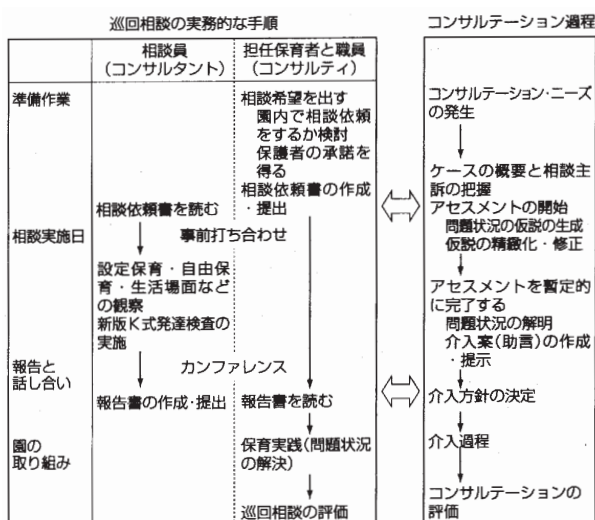 巡回相談の実務的な手順
コンサルテーション過程
相談員
（コンサルタント）
担任保育者と職員
（コンサルティ）
準備作業
相談希望を出す
園内で相談依頼
をするか検討
保護者の承諾を
得る
相談依頼書の作成
・提出
相談依頼書を読む
相談実施日
事前打ち合わせ
設定保育・自由保
育・生活場面など
の観察
新版K式発達検査の
実施
報告と
話し合い
カンファレンス
報告書の作成・提出
報告書を読む
園の
取り組み
保育実践(問題状況
の解決）
巡回相談の評価
コンサルテーション・ニーズ
の発生
ケースの概要と相談主
訴の把握
アセスメントの開始
問題状況の仮説の生成
仮説の精緻化・修正
アセスメントを暫定的
に完了する
問題状況の解明
介入案（助言）の作成
・提示
介入方針の決定
介入過程
コンサルテーションの
評価